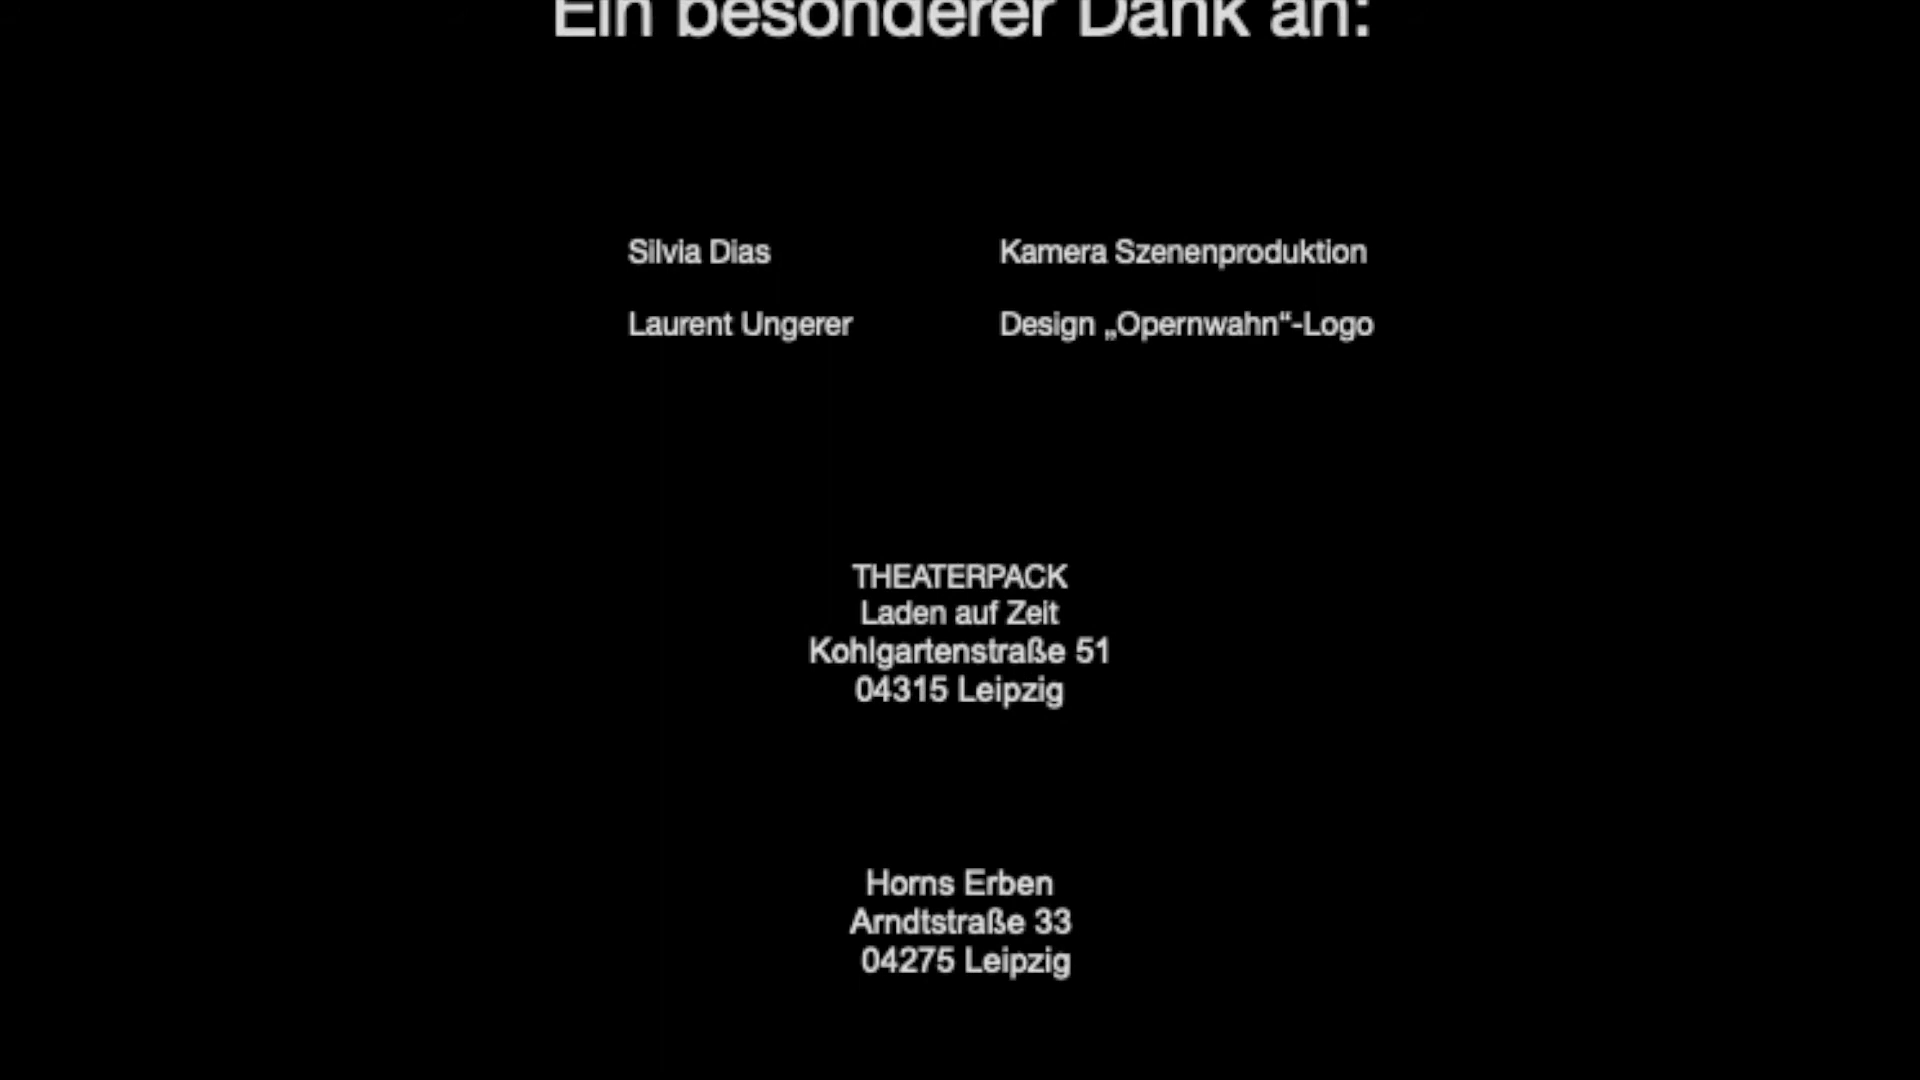 Ein besonderer Dank an:
Silvia Dias Kamera Szenenproduktion
Laurent Ungerer Design „Opernwahn“-Logo
THEATERPACK
Laden auf Zeit
Kohlgartenstraße 51
04315 Leipzig
Horns Erben
Arndtstraße 33
04275 Leipzig